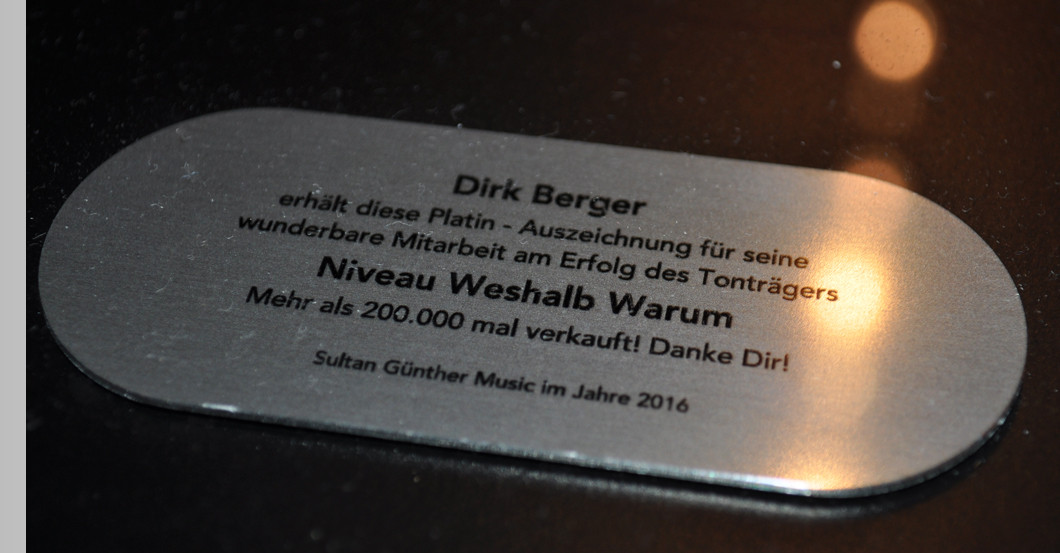 Dirk Berger
erhält diese Platin - Auszeichnung für seine
wunderbare Mitarbeit am Erfolg des Tonträgers
Niveau Weshalb Warum
Mehr als 200.000 mal verkauft! Danke Dir!
Sultan Günther Music im Jahre 2016